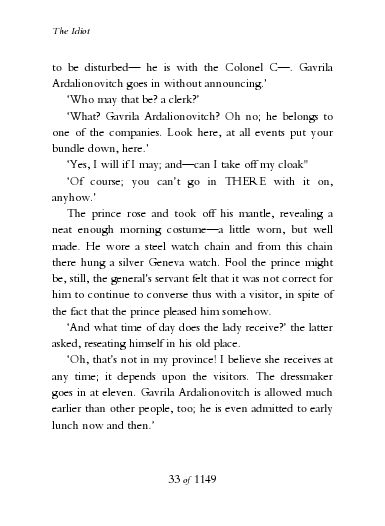 The Idiot
to be disturbed— he is with the Colonel C—. Gavrila
Ardalionovitch goes in without announcing.'
'Who may that be? a clerk?'
'What? Gavrila Ardalionovitch? Oh no; he belongs to
one of the companies. Look here, at all events put your
bundle down, here.'
'Yes, I will if I may; and—can I take off my cloak"
'Of course; you can't go in THERE with it on,
anyhow.'
The prince rose and took off his mantle, revealing a
neat enough morning costume—a little worn, but well
made. He wore a steel watch chain and from this chain
there hung a silver Geneva watch. Fool the prince might
be, still, the general's servant felt that it was not correct for
him to continue to converse thus with a visitor, in spite of
the fact that the prince pleased him somehow.
'And what time of day does the lady receive?' the latter
asked, reseating himself in his old place.
'Oh, that's not in my province! I believe she receives at
any time; it depends upon the visitors. The dressmaker
goes in at eleven. Gavrila Ardalionovitch is allowed much
earlier than other people, too; he is even admitted to early
lunch now and then.'
33 of 1149